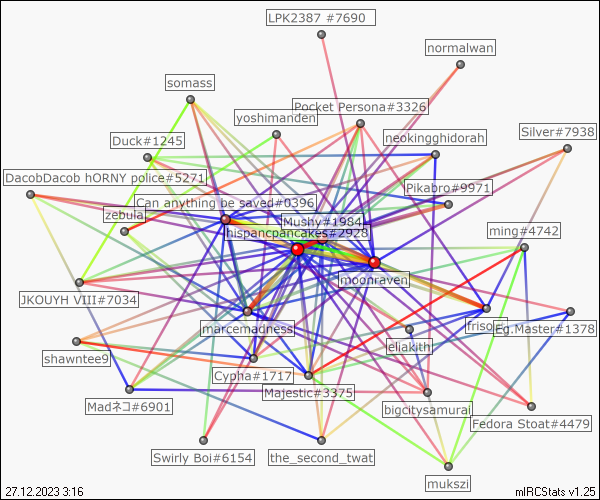 LPK2387 #7690
normalwan
somass
Pocket Persona#3326
yoshimanden
Silver#7938
Duck#1245
neokingghidorah
DacobDacob hORNY police#5271
Pikabro#9971
Can anything be saved#0396
zebula
Mushy#1984
hispancpancakes#2928
ming#4742
moonraven
JKOUYH VIII#7034
marcemadness
Eg.Master#1378
eliakith
shawntee9
Cypha#1717
Majestic#3375
Madネコ#6901
bigcitysamurai
Fedora Stoat#4479
Swirly Boi#6154
the_second_twat
mukszi
27.12.2023 3:16
mIRCStats v1.25